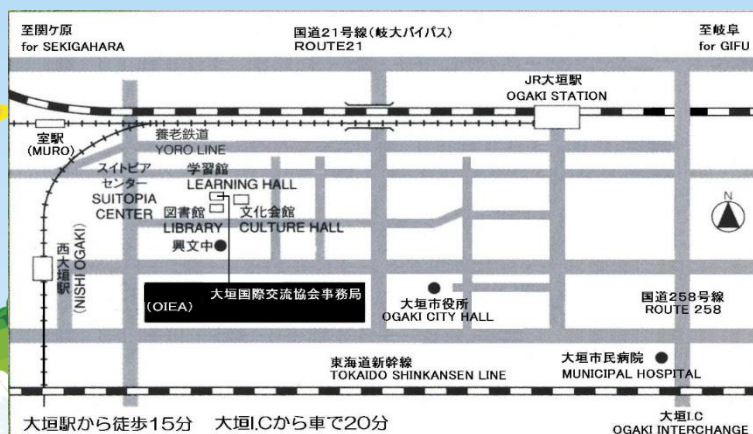 至関ケ原
for SEKIGAHARA
国道21号線(岐大バイパス)
ROUTE21
至岐阜
for GIFU
JR大垣駅
OGAKI STATION
室駅
(MURO)
養老鉄道
YORO LINE
スイトピア
センター
SUITOPIA
CENTER
学習館
LEARNING HALL
図書館
LIBRARY
文化会館
CULTURE HALL
興文中
N
西大垣駅
(NISHI OGAKI)
大垣国際交流協会事務局
(OIEA)
大垣市役所
OGAKI CITY HALL
国道258号線
ROUTE 258
東海道新幹線
TOKAIDO SHINKANSEN LINE
大垣市民病院
MUNICIPAL HOSPITAL
大垣駅から徒歩15分 大垣I.Cから車で20分
大垣I.C
OGAKI INTERCHANGE